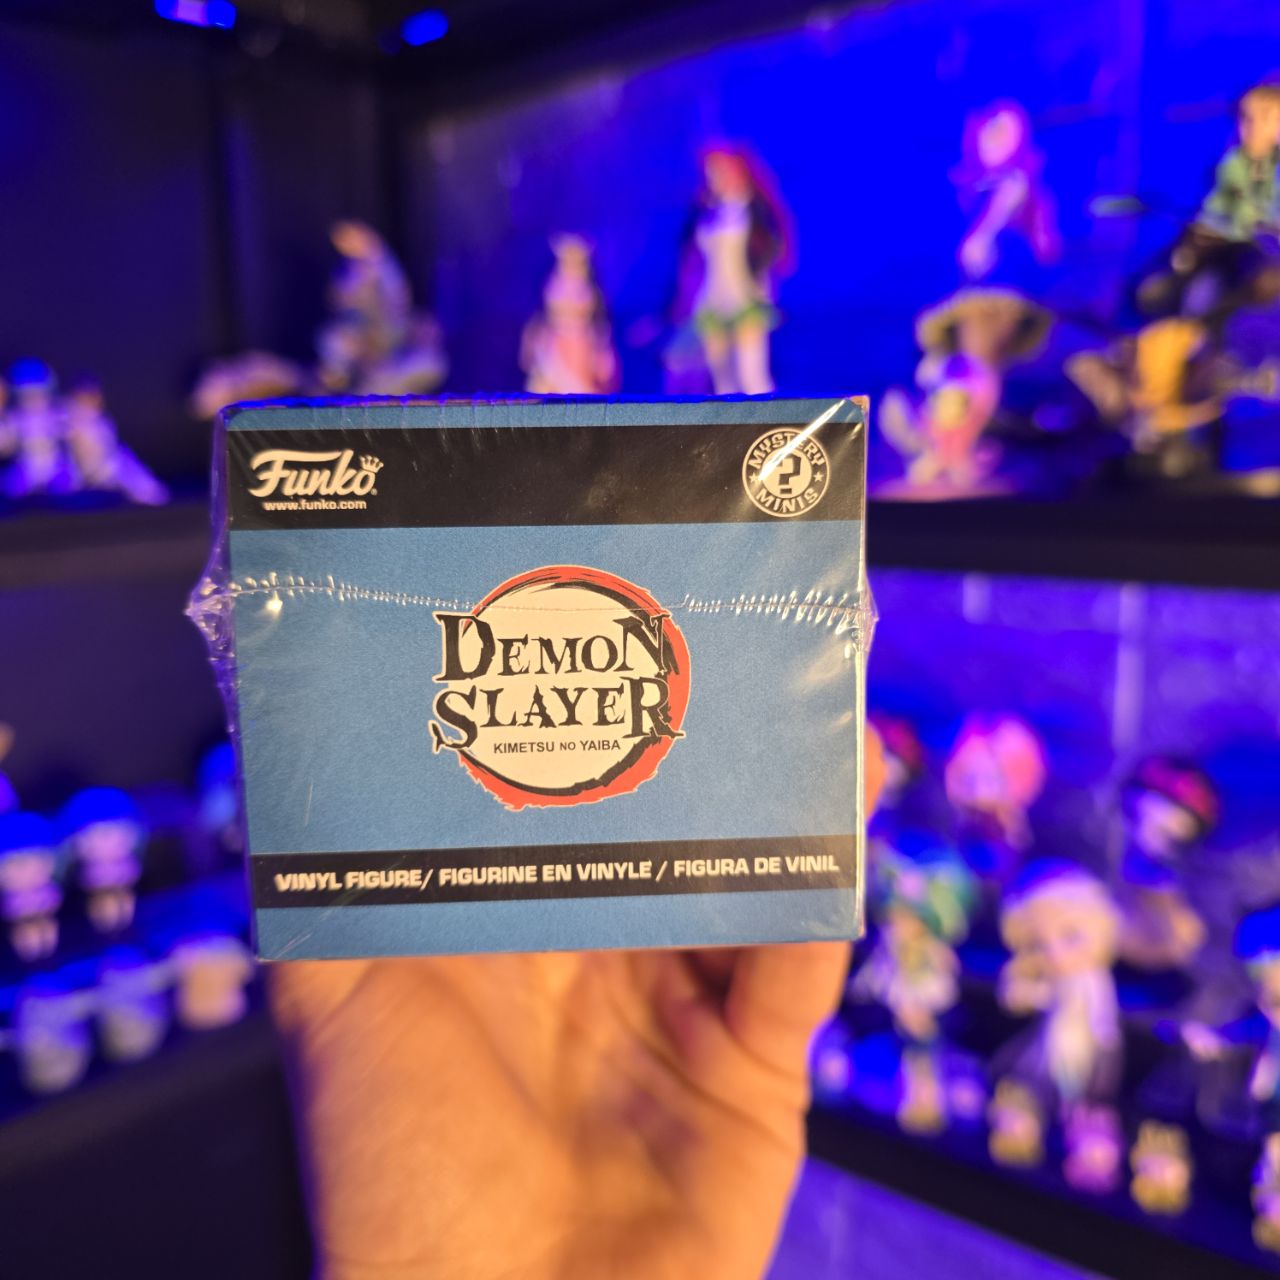 Funko
www.funko.com
MYSTERY
?
MINIS
DEMON
SLAYER
KIMETSU NO YAIBA
VINYL FIGURE/ FIGURINE EN VINYLE / FIGURA DE VINIL